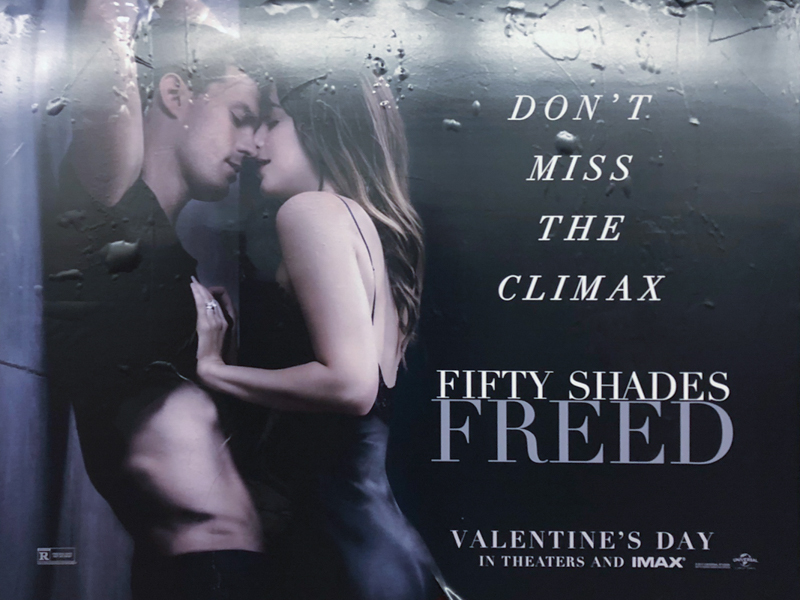 DON'T
MISS
THE
CLIMAX
FIFTY SHADES
FREED
VALENTINE'S DAY
IN THEATERS AND IMAX
R